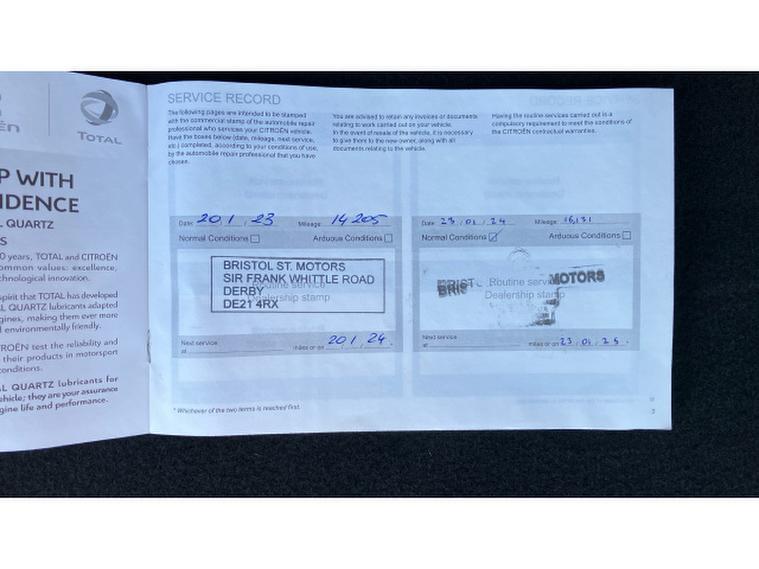 ËN
TOTAL
P WITH
IDENCE
L QUARTZ
S
0 years, TOTAL and CITROËN
ommon values: excellence,
chnological innovation.
pirit that TOTAL has developed
L QUARTZ lubricants adapted
gines, making them ever more
environmentally friendly.
ROËN test the reliability and
their products in motorsport
onditions.
AL QUARTZ lubricants for
ehicle; they are your assurance
gine life and performance.
SERVICE RECORD
The following pages are intended to be stamped
with the commercial stamp of the automobile repair
professional who services your CITROËN vehicle.
Have the boxes below (date, mileage, next service,
etc.) completed, according to your conditions of use,
by the automobile repair professional that you have
chosen.
You are advised to retain any invoices or documents
relating to work carried out on your vehicle.
In the event of resale of the vehicle, it is necessary
to give them to the new owner, along with all
documents relating to the vehicle.
Having the routine services carried out is a
compulsory requirement to meet the conditions of
the CITROËN contractual warranties.
Date: 20 1 23 Mileage: 14205
Normal Conditions Arduous Conditions
Routine service
Dealership stamp
BRISTOL ST. MOTORS
SIR FRANK WHITTLE ROAD
DERBY
DE21 4RX
Next service
at miles or on 20 1 24
Date: 23 01 24 Mileage: 16,131
Normal Conditions Arduous Conditions
Routine service
Dealership stamp
MOTORS
Next service
at miles or on 23 01 25
* Whichever of the two terms is reached first.
3